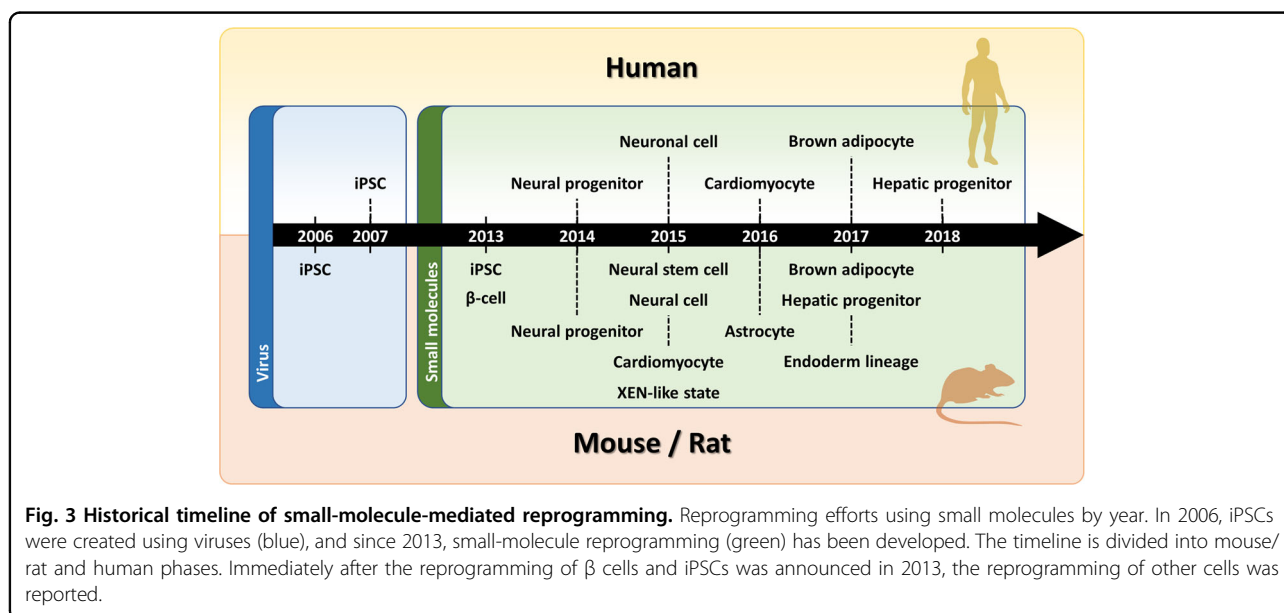 Human
Neuronal cell Brown adipocyte
iPSC Neural progenitor Cardiomyocyte Hepatic progenitor
2006 2007 2013 2014 2015 2016 2017 2018
iPSC iPSC Neural stem cell Brown adipocyte
β-cell Neural cell Hepatic progenitor
Neural progenitor Astrocyte
Cardiomyocyte Endoderm lineage
XEN-like state
Virus
Small molecules
Mouse / Rat
Fig. 3 Historical timeline of small-molecule-mediated reprogramming. Reprogramming efforts using small molecules by year. In 2006, iPSCs
were created using viruses (blue), and since 2013, small-molecule reprogramming (green) has been developed. The timeline is divided into mouse/
rat and human phases. Immediately after the reprogramming of β cells and iPSCs was announced in 2013, the reprogramming of other cells was
reported.